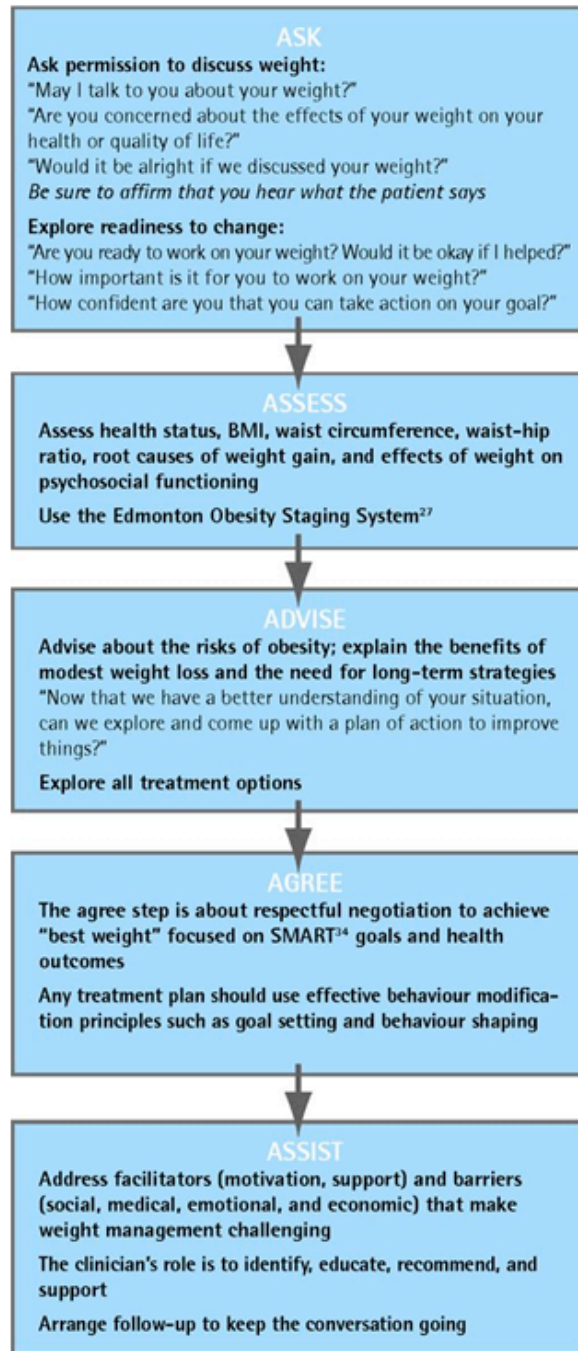 ASK
Ask permission to discuss weight:
“May I talk to you about your weight?”
“Are you concerned about the effects of your weight on your
health or quality of life?”
“Would it be alright if we discussed your weight?”
Be sure to affirm that you hear what the patient says
Explore readiness to change:
“Are you ready to work on your weight? Would it be okay if I helped?”
“How important is it for you to work on your weight?”
“How confident are you that you can take action on your goal?”
ASSESS
Assess health status, BMI, waist circumference, waist-hip
ratio, root causes of weight gain, and effects of weight on
psychosocial functioning
Use the Edmonton Obesity Staging System²⁷
ADVISE
Advise about the risks of obesity; explain the benefits of
modest weight loss and the need for long-term strategies
“Now that we have a better understanding of your situation,
can we explore and come up with a plan of action to improve
things?”
Explore all treatment options
AGREE
The agree step is about respectful negotiation to achieve
“best weight” focused on SMART³⁴ goals and health
outcomes
Any treatment plan should use effective behaviour modifica-
tion principles such as goal setting and behaviour shaping
ASSIST
Address facilitators (motivation, support) and barriers
(social, medical, emotional, and economic) that make
weight management challenging
The clinician’s role is to identify, educate, recommend, and
support
Arrange follow-up to keep the conversation going